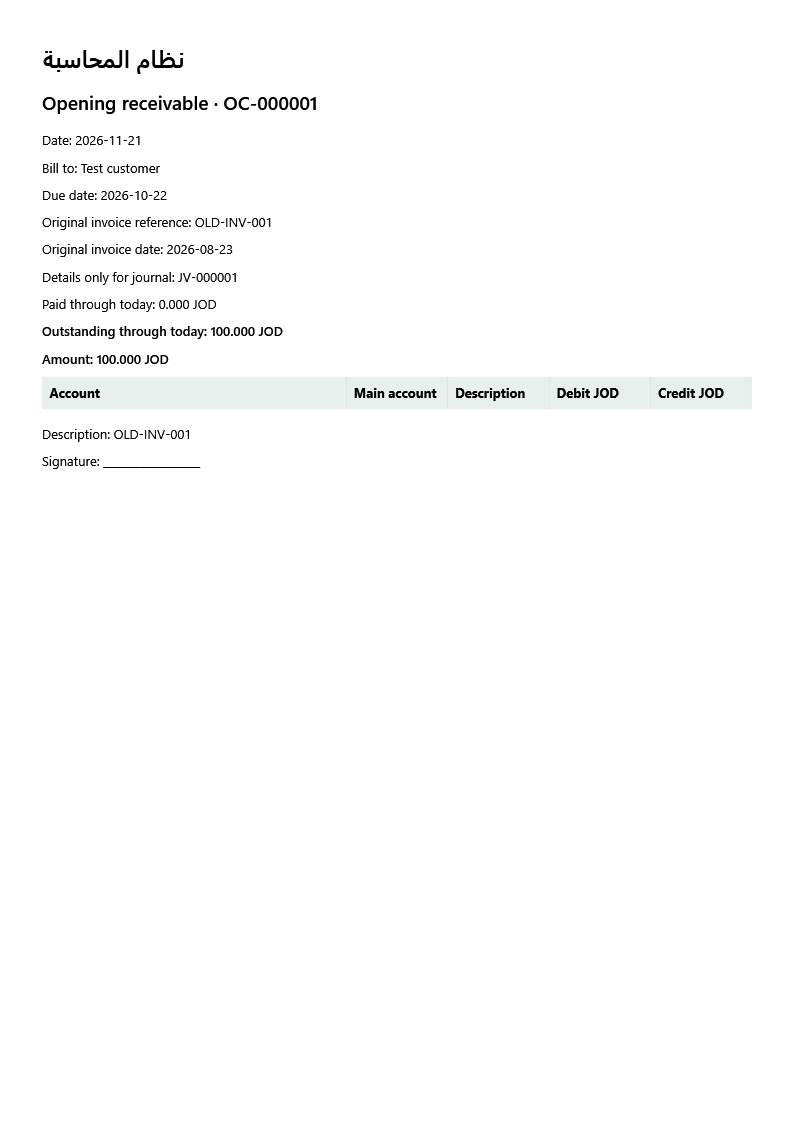 نظام المحاسبة
Opening receivable · OC-000001
Date: 2026-11-21
Bill to: Test customer
Due date: 2026-10-22
Original invoice reference: OLD-INV-001
Original invoice date: 2026-08-23
Details only for journal: JV-000001
Paid through today: 0.000 JOD
Outstanding through today: 100.000 JOD
Amount: 100.000 JOD
Account Main account Description Debit JOD Credit JOD
Description: OLD-INV-001
Signature: ________________